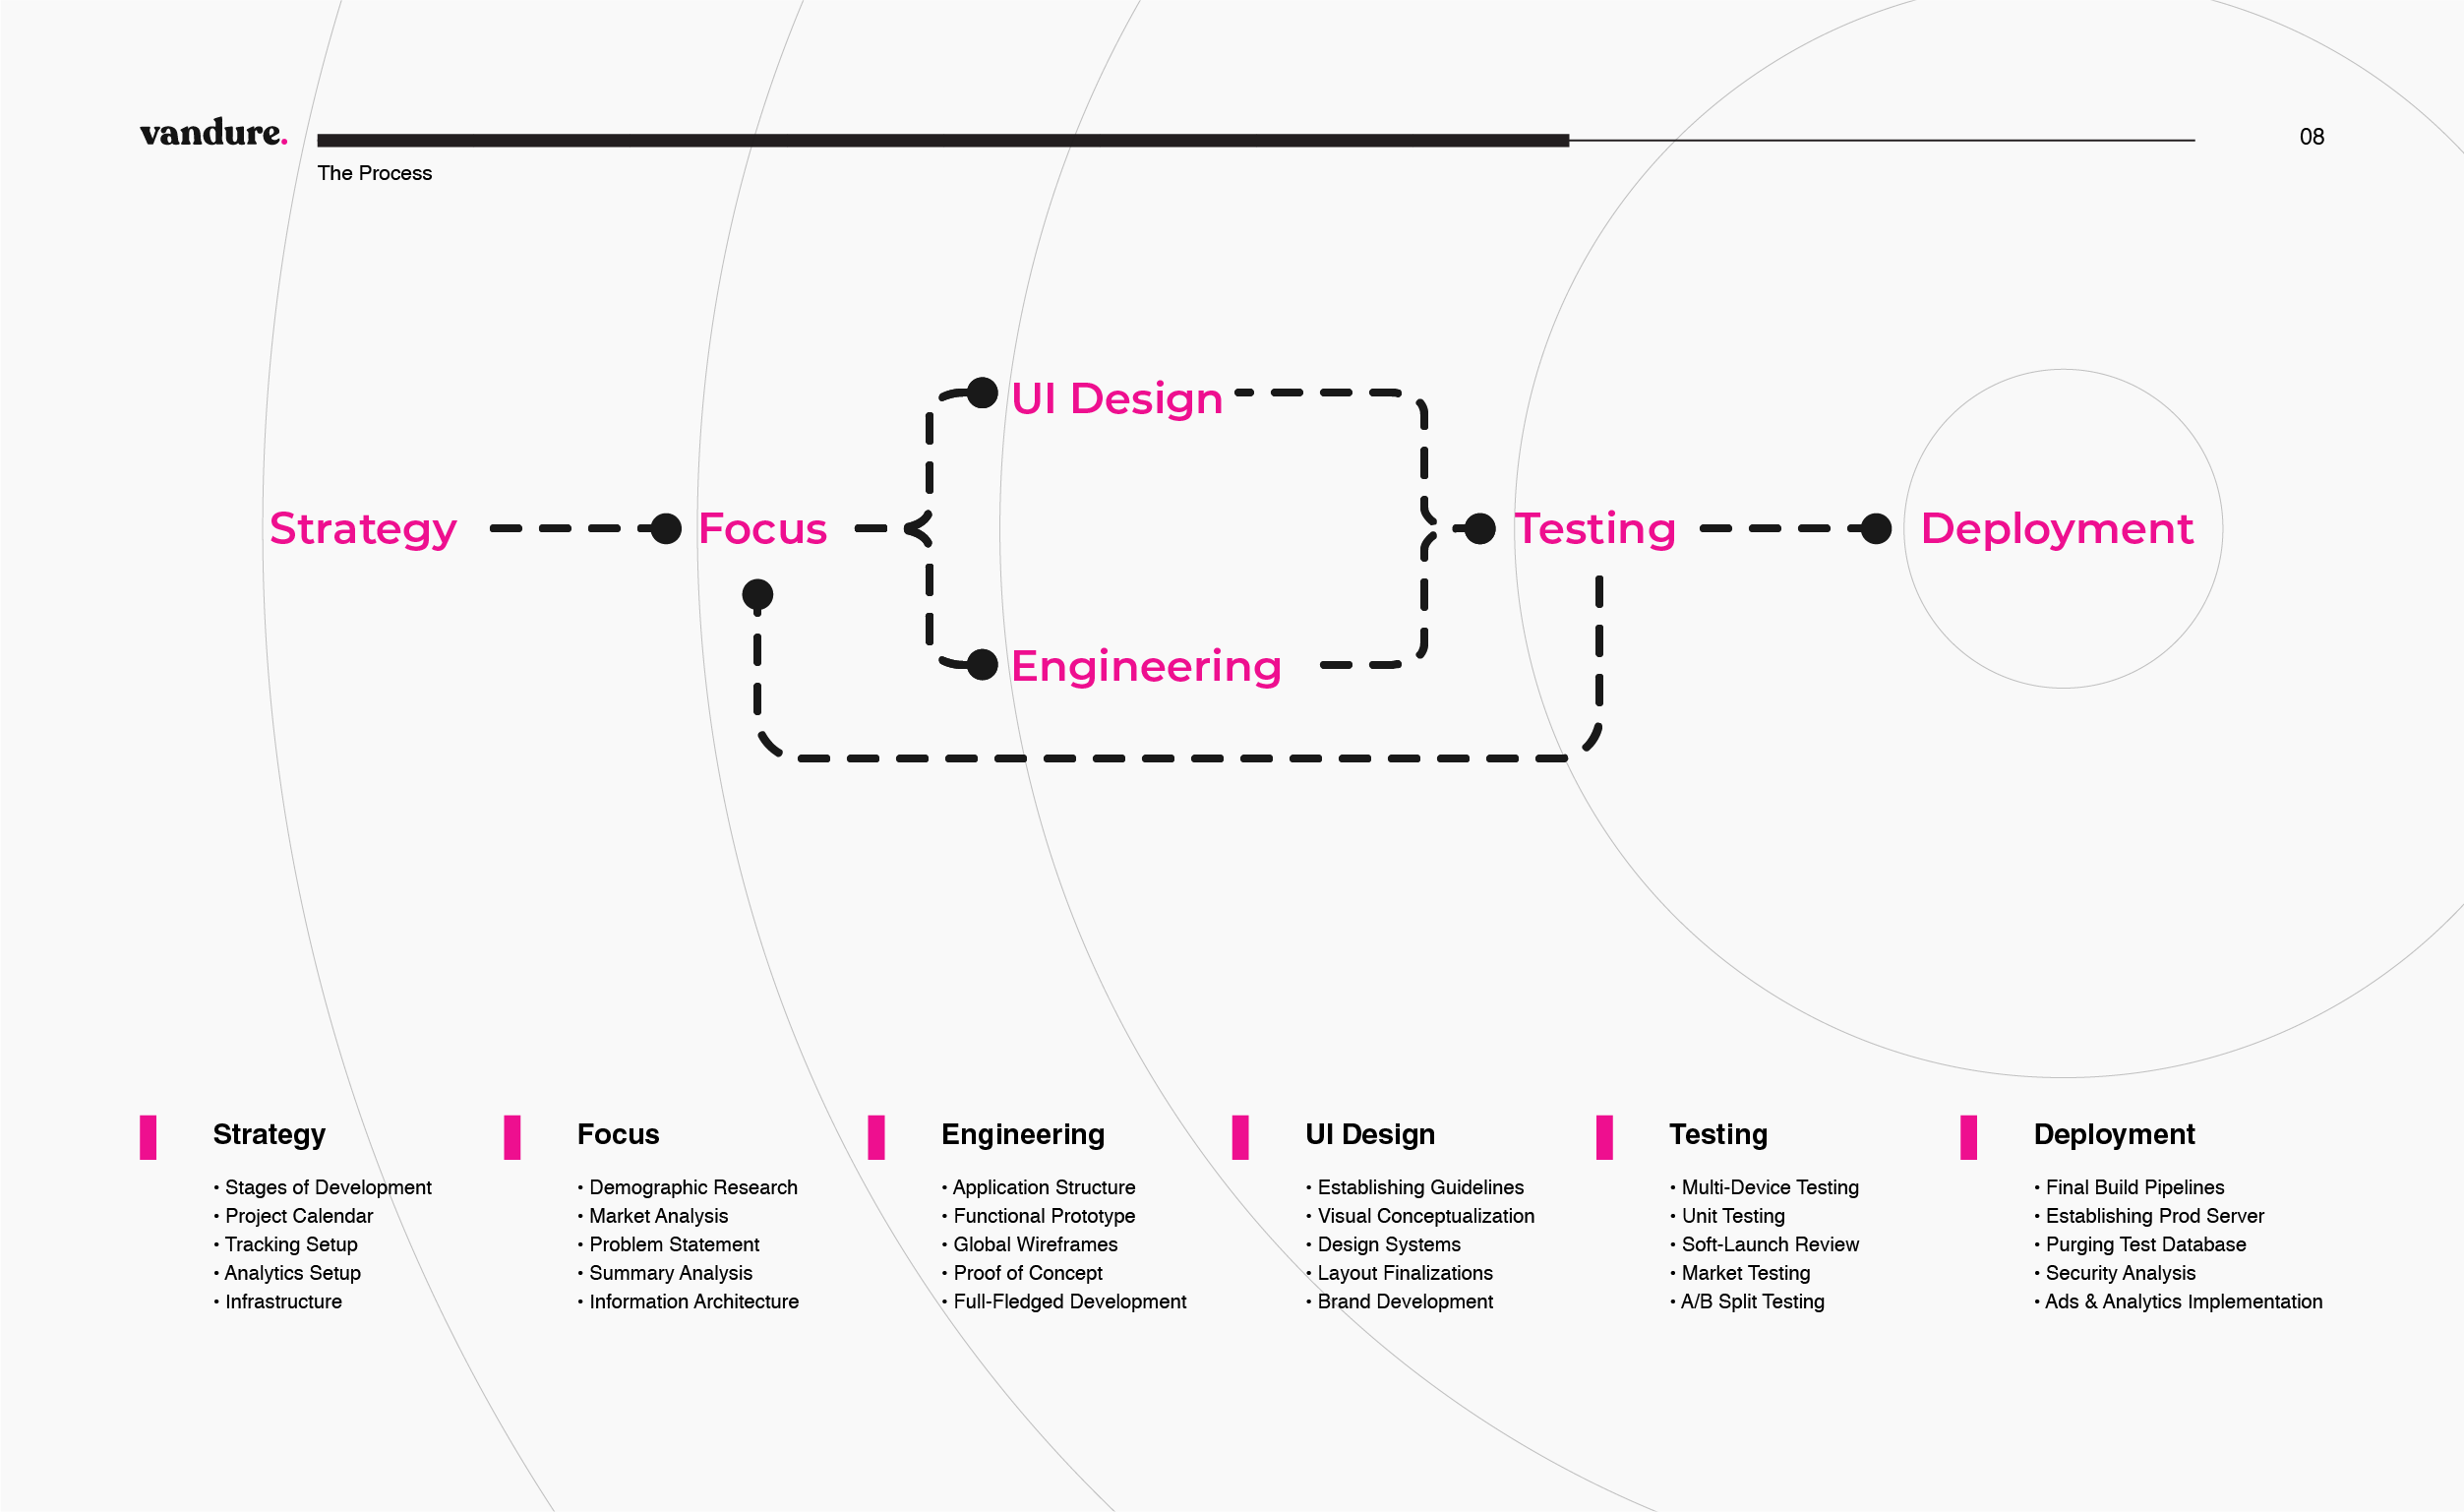 vandure.
08
The Process
UI Design
Strategy
Focus
Testing
Deployment
Engineering
Strategy
• Stages of Development
• Project Calendar
• Tracking Setup
• Analytics Setup
• Infrastructure
Focus
• Demographic Research
• Market Analysis
• Problem Statement
• Summary Analysis
• Information Architecture
Engineering
• Application Structure
• Functional Prototype
• Global Wireframes
• Proof of Concept
• Full-Fledged Development
UI Design
• Establishing Guidelines
• Visual Conceptualization
• Design Systems
• Layout Finalizations
• Brand Development
Testing
• Multi-Device Testing
• Unit Testing
• Soft-Launch Review
• Market Testing
• A/B Split Testing
Deployment
• Final Build Pipelines
• Establishing Prod Server
• Purging Test Database
• Security Analysis
• Ads & Analytics Implementation